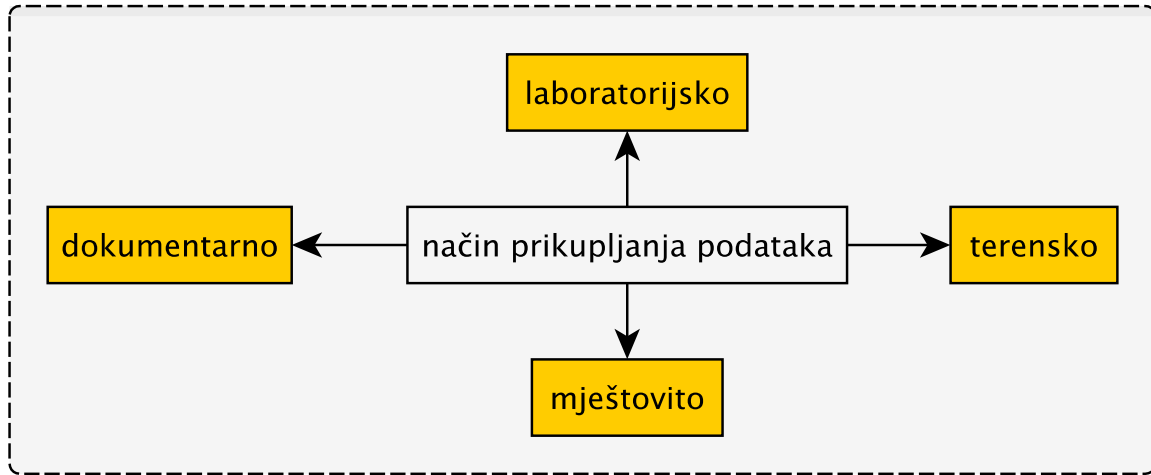 laboratorijsko
dokumentarno
način prikupljanja podataka
terensko
mještovito